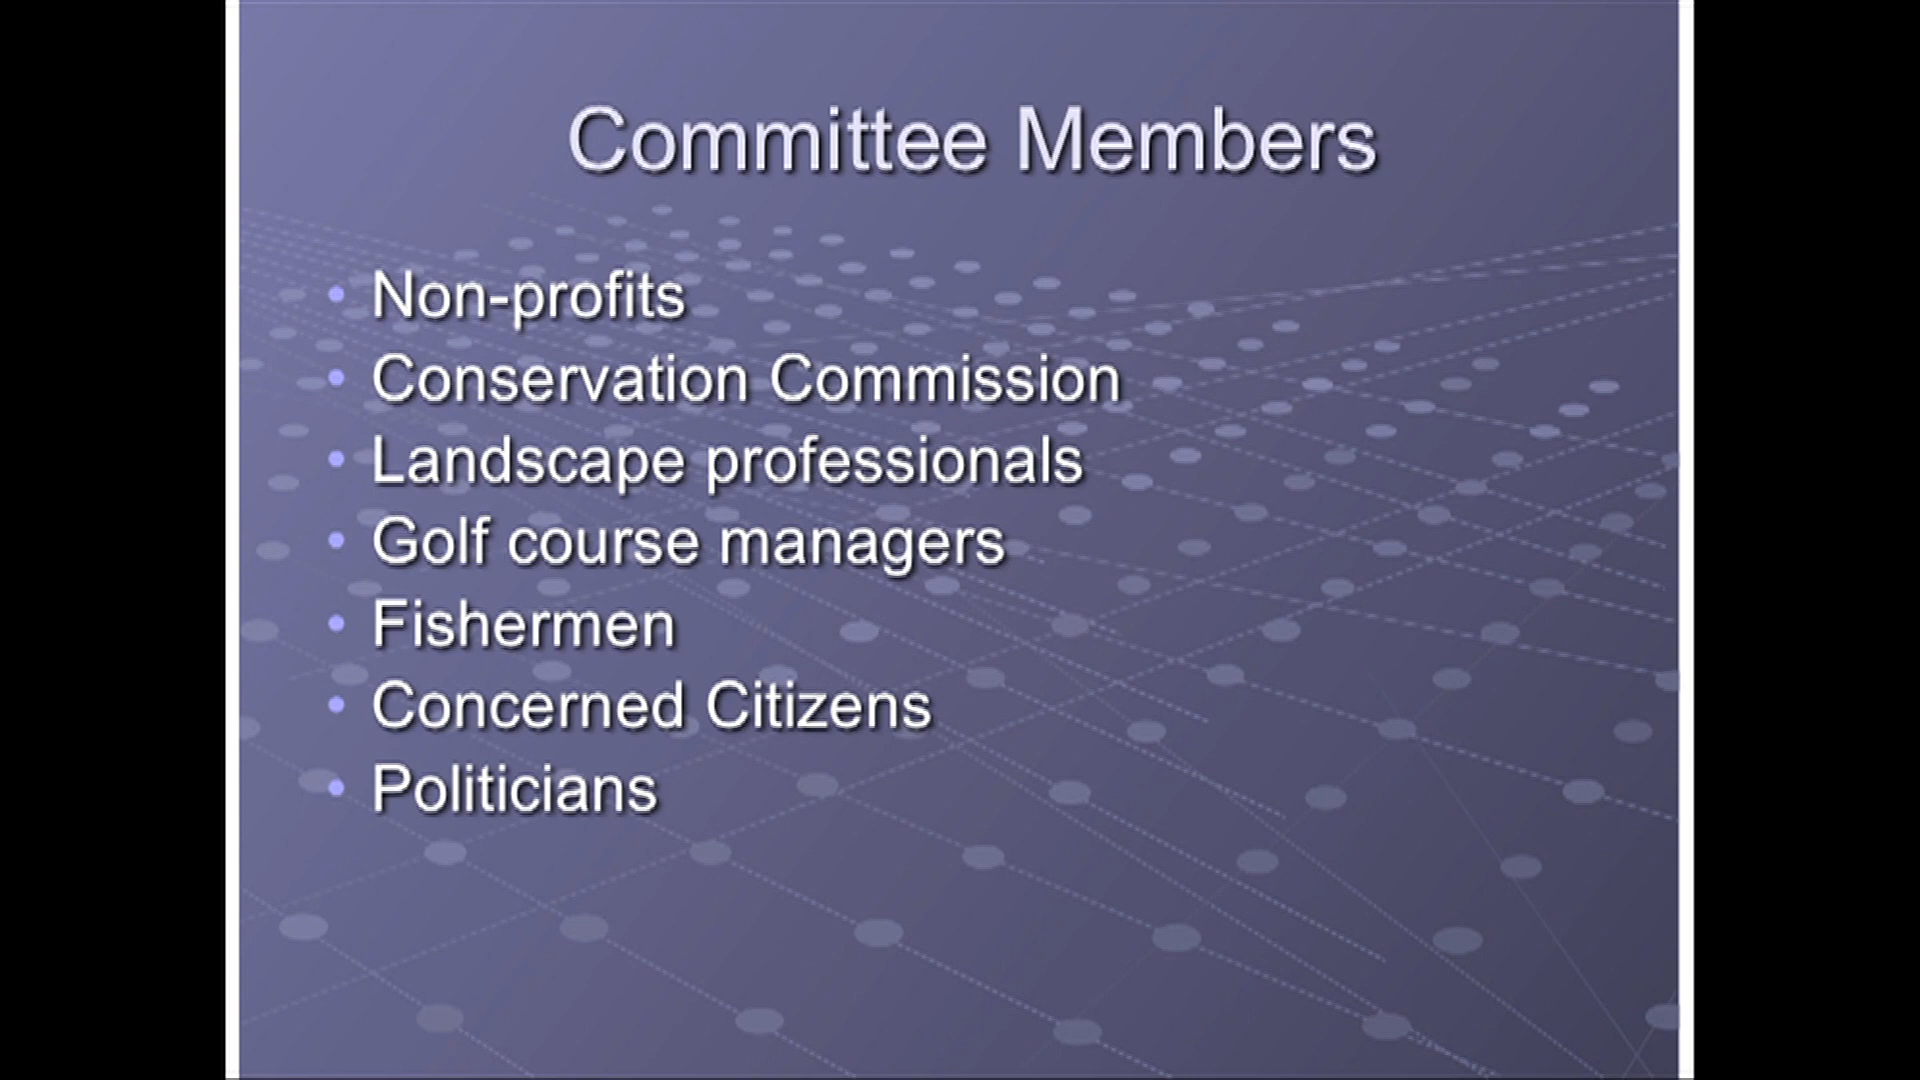 Committee Members
• Non-profits
• Conservation Commission
• Landscape professionals
• Golf course managers
• Fishermen
• Concerned Citizens
• Politicians